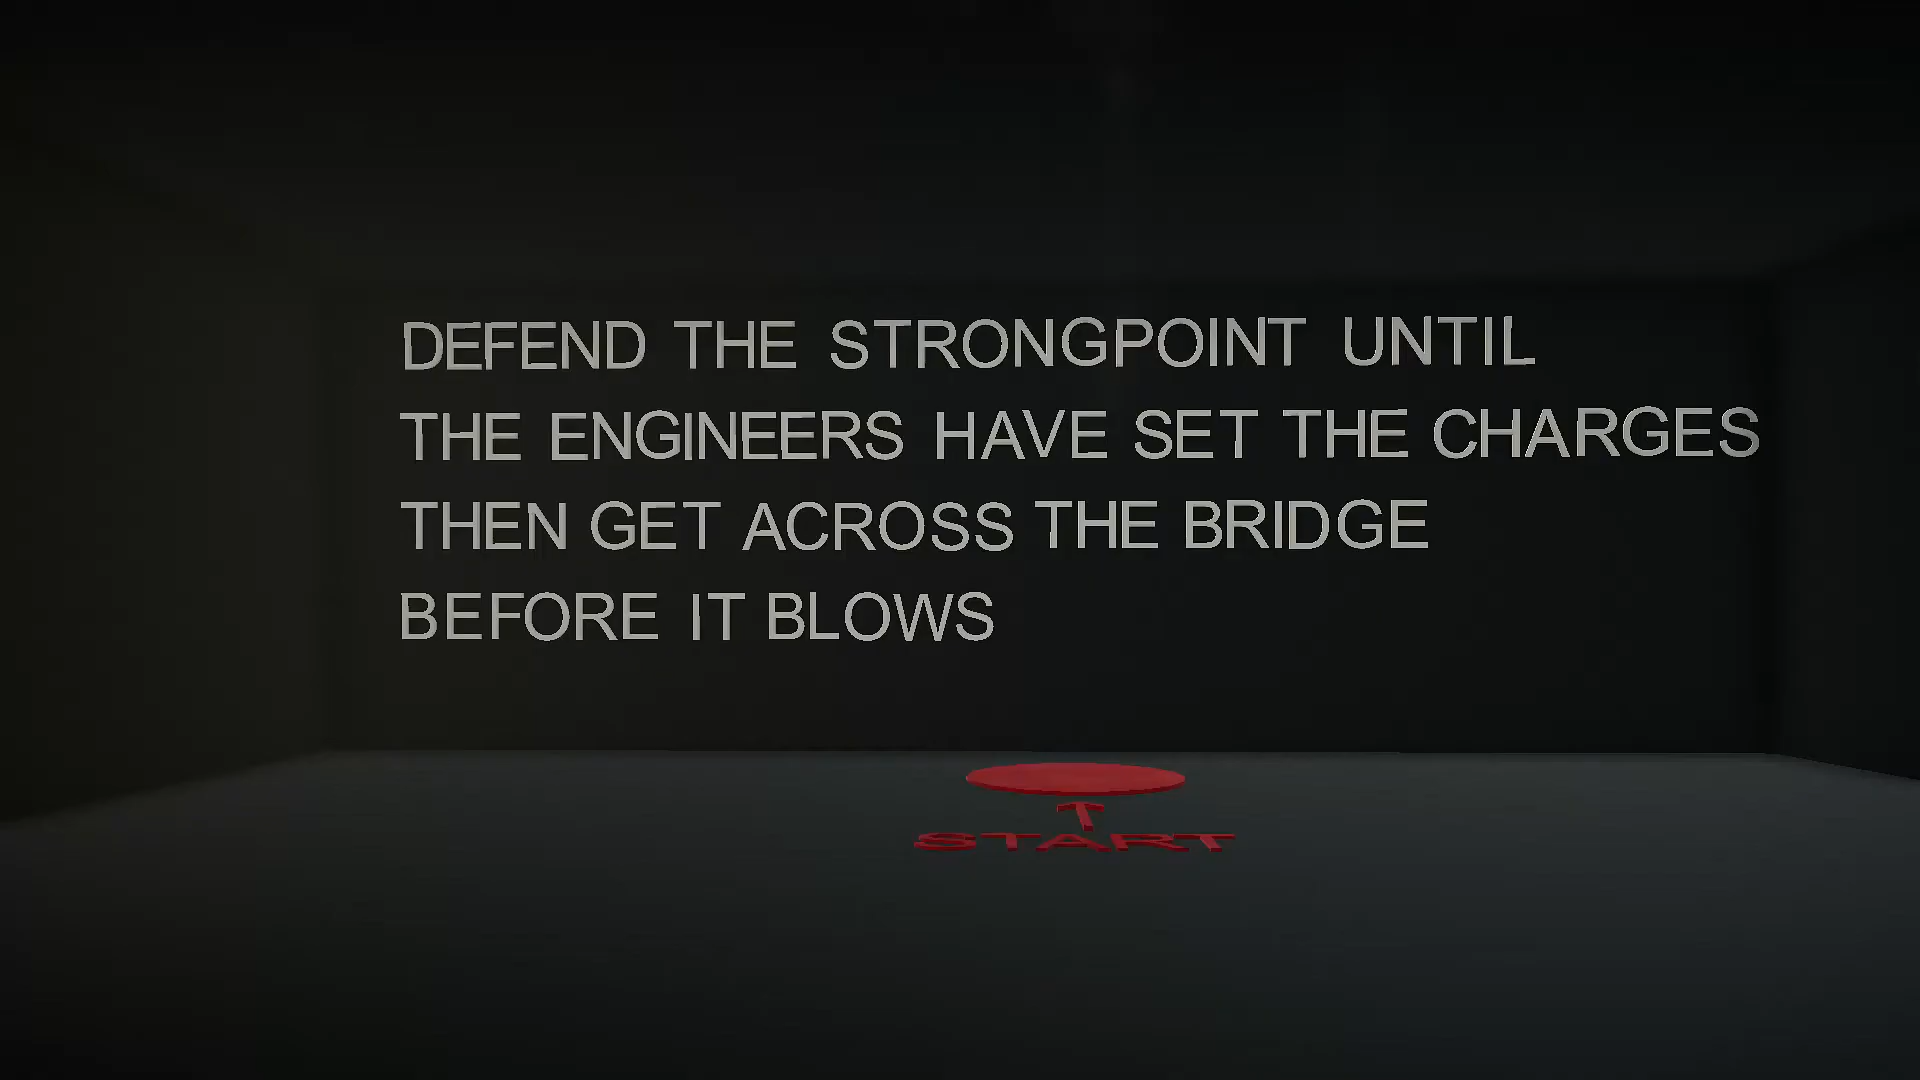 DEFEND THE STRONGPOINT UNTIL
THE ENGINEERS HAVE SET THE CHARGES
THEN GET ACROSS THE BRIDGE
BEFORE IT BLOWS
↑
START